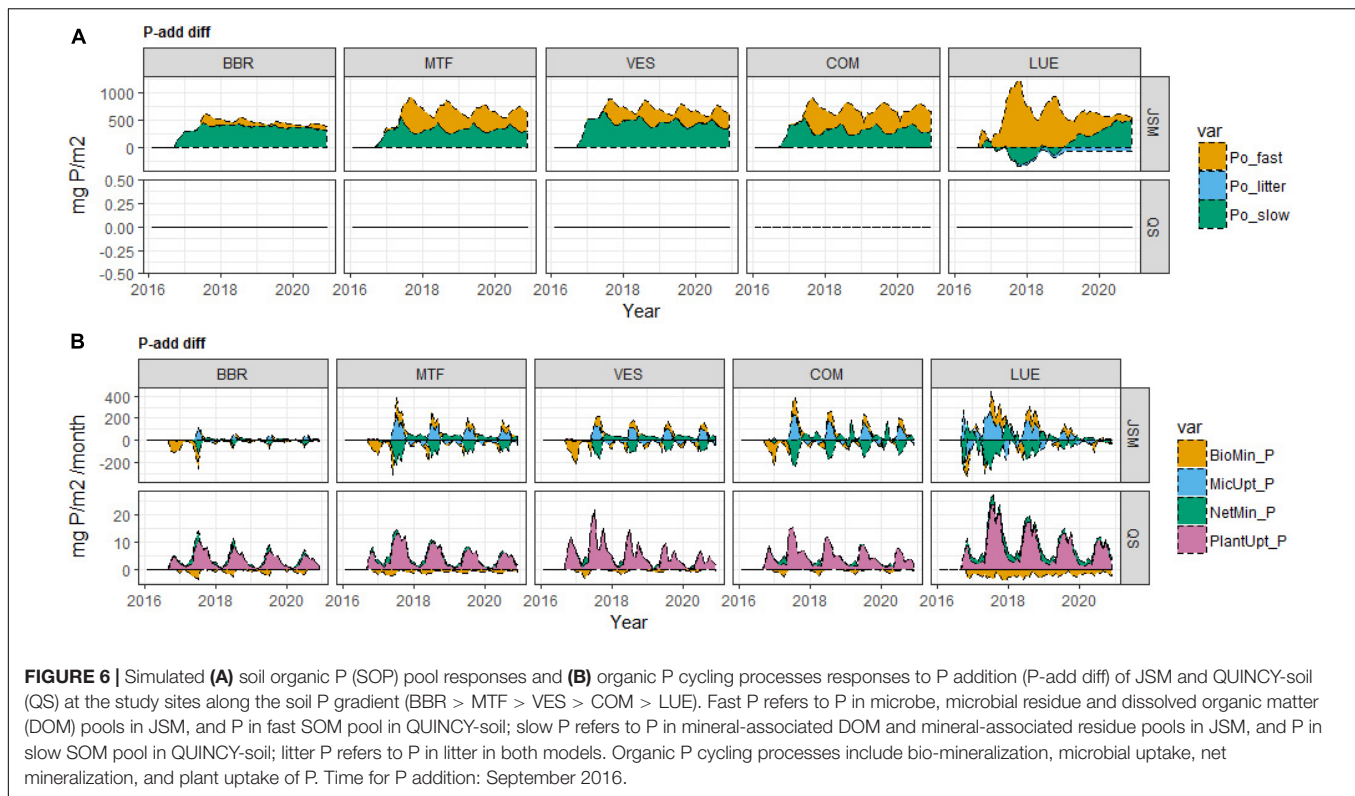 A
P-add diff
BBR MTF VES COM LUE
1000
500
0
JSM
mg P/m2
0.50
0.25
0.00
-0.25
-0.50
QS
2016 2018 2020 2016 2018 2020 2016 2018 2020 2016 2018 2020 2016 2018 2020
Year
var
Po_fast
Po_litter
Po_slow
B
P-add diff
BBR MTF VES COM LUE
400
200
0
-200
JSM
mg P/m2 /month
20
10
0
QS
2016 2018 2020 2016 2018 2020 2016 2018 2020 2016 2018 2020 2016 2018 2020
Year
var
BioMin_P
MicUpt_P
NetMin_P
PlantUpt_P
FIGURE 6 | Simulated (A) soil organic P (SOP) pool responses and (B) organic P cycling processes responses to P addition (P-add diff) of JSM and QUINCY-soil
(QS) at the study sites along the soil P gradient (BBR > MTF > VES > COM > LUE). Fast P refers to P in microbe, microbial residue and dissolved organic matter
(DOM) pools in JSM, and P in fast SOM pool in QUINCY-soil; slow P refers to P in mineral-associated DOM and mineral-associated residue pools in JSM, and P in
slow SOM pool in QUINCY-soil; litter P refers to P in litter in both models. Organic P cycling processes include bio-mineralization, microbial uptake, net
mineralization, and plant uptake of P. Time for P addition: September 2016.